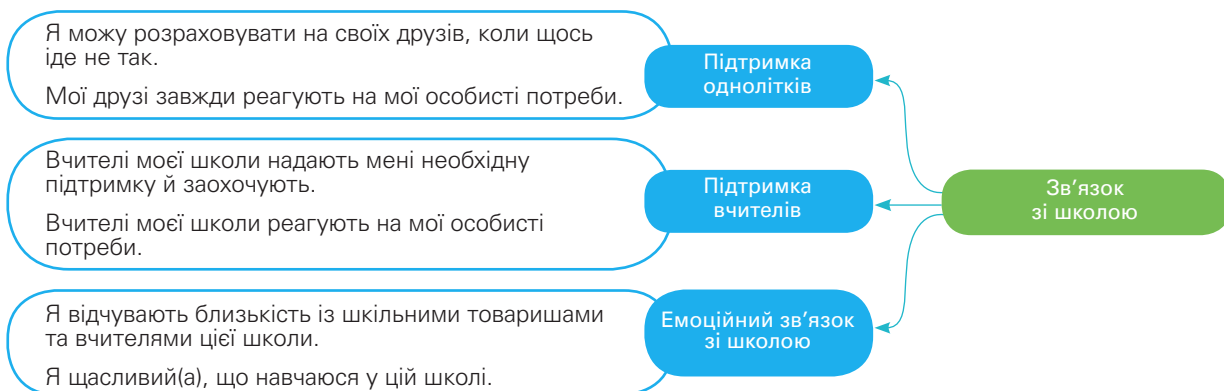 Я можу розраховувати на своїх друзів, коли щось
іде не так.
Мої друзі завжди реагують на мої особисті потреби.
Підтримка
однолітків
Вчителі моєї школи надають мені необхідну
підтримку й заохочують.
Вчителі моєї школи реагують на мої особисті
потреби.
Підтримка
вчителів
Зв’язок
зі школою
Я відчувають близькість із шкільними товаришами
та вчителями цієї школи.
Я щасливий(а), що навчаюся у цій школі.
Емоційний зв’язок
зі школою